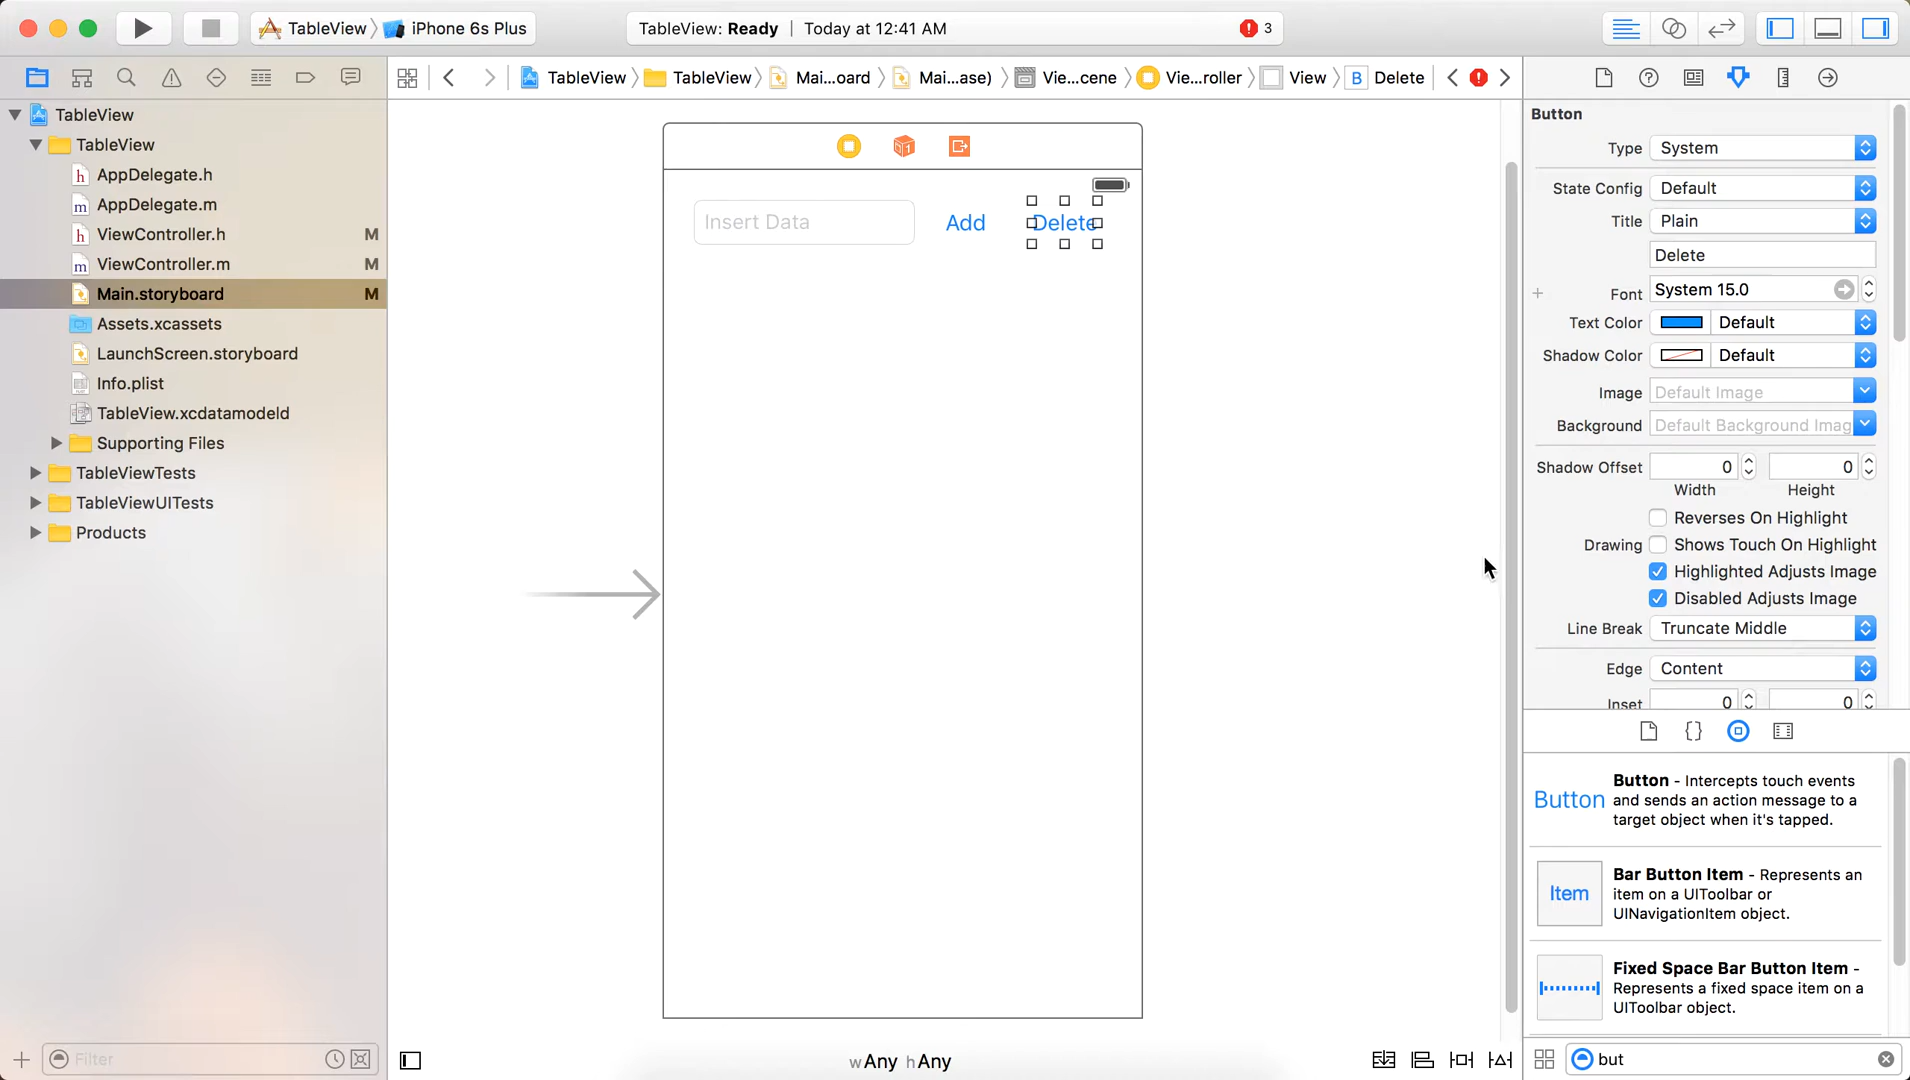 TableView iPhone 6s Plus
TableView: Ready Today at 12:41 AM 3
TableView TableView Mai...oard Mai...ase) Vie...cene Vie...roller View B Delete
TableView
TableView
h AppDelegate.h
m AppDelegate.m
h ViewController.h M
m ViewController.m M
Main.storyboard M
Assets.xcassets
LaunchScreen.storyboard
Info.plist
TableView.xcdatamodeld
Supporting Files
TableViewTests
TableViewUITests
Products
Filter
Insert Data Add Delete
wAny hAny
Button
Type System
State Config Default
Title Plain
Delete
Font System 15.0
Text Color Default
Shadow Color Default
Image Default Image
Background Default Background Imag
Shadow Offset 0 0
Width Height
Reverses On Highlight
Drawing Shows Touch On Highlight
Highlighted Adjusts Image
Disabled Adjusts Image
Line Break Truncate Middle
Edge Content
Inset 0 0
Button
Button - Intercepts touch events
and sends an action message to a
target object when it's tapped.
Item
Bar Button Item - Represents an
item on a UIToolbar or
UINavigationItem object.
Fixed Space Bar Button Item -
Represents a fixed space item on a
UIToolbar object.
but